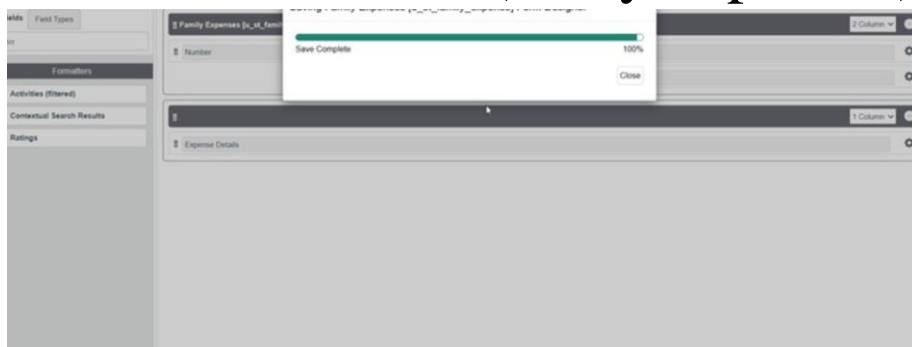 Field Types
Family Expenses [u_st_famil
2 Column
Save Complete
100%
Number
Close
Formatters
Activities (filtered)
Contextual Search Results
1 Column
Ratings
Expense Details